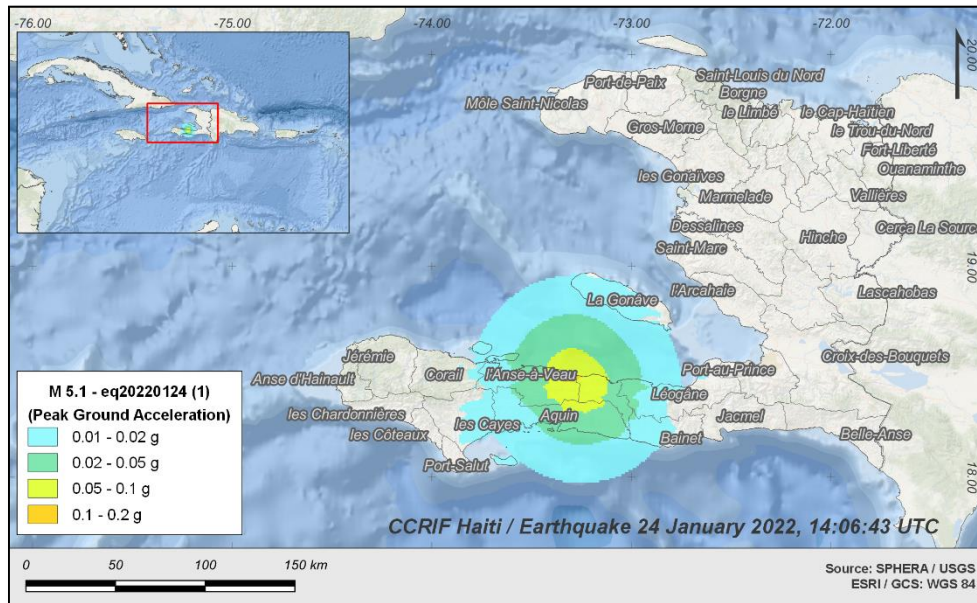 -76.00
-75.00
-74.00
-73.00
-72.00
20.00
Port-de-Paix
Saint-Louis du Nord
Borgne
Môle Saint-Nicolas
le Limbé
le Cap-Haïtien
Gros-Morne
le Trou-du-Nord
Fort-Liberté
Ouanaminthe
les Gonaïves
Marmelade
Vallières
Dessalines
Cerça La Source
Hinche
Saint-Marc
19.00
l'Arcahaie
Lascahobas
La Gonâve
Jérémie
Croix-des-Bouquets
Anse d'Hainault
Corail
l'Anse-à-Veau
Port-au-Prince
Léogâne
les Chardonnières
Aquin
Jacmel
les Cayes
les Côteaux
Bainet
Belle-Anse
Port-Salut
18.00
M 5.1 - eq20220124 (1)
(Peak Ground Acceleration)
0.01 - 0.02 g
0.02 - 0.05 g
0.05 - 0.1 g
0.1 - 0.2 g
CCRIF Haiti / Earthquake 24 January 2022, 14:06:43 UTC
0 50 100 150 km
Source: SPHERA / USGS
ESRI / GCS: WGS 84